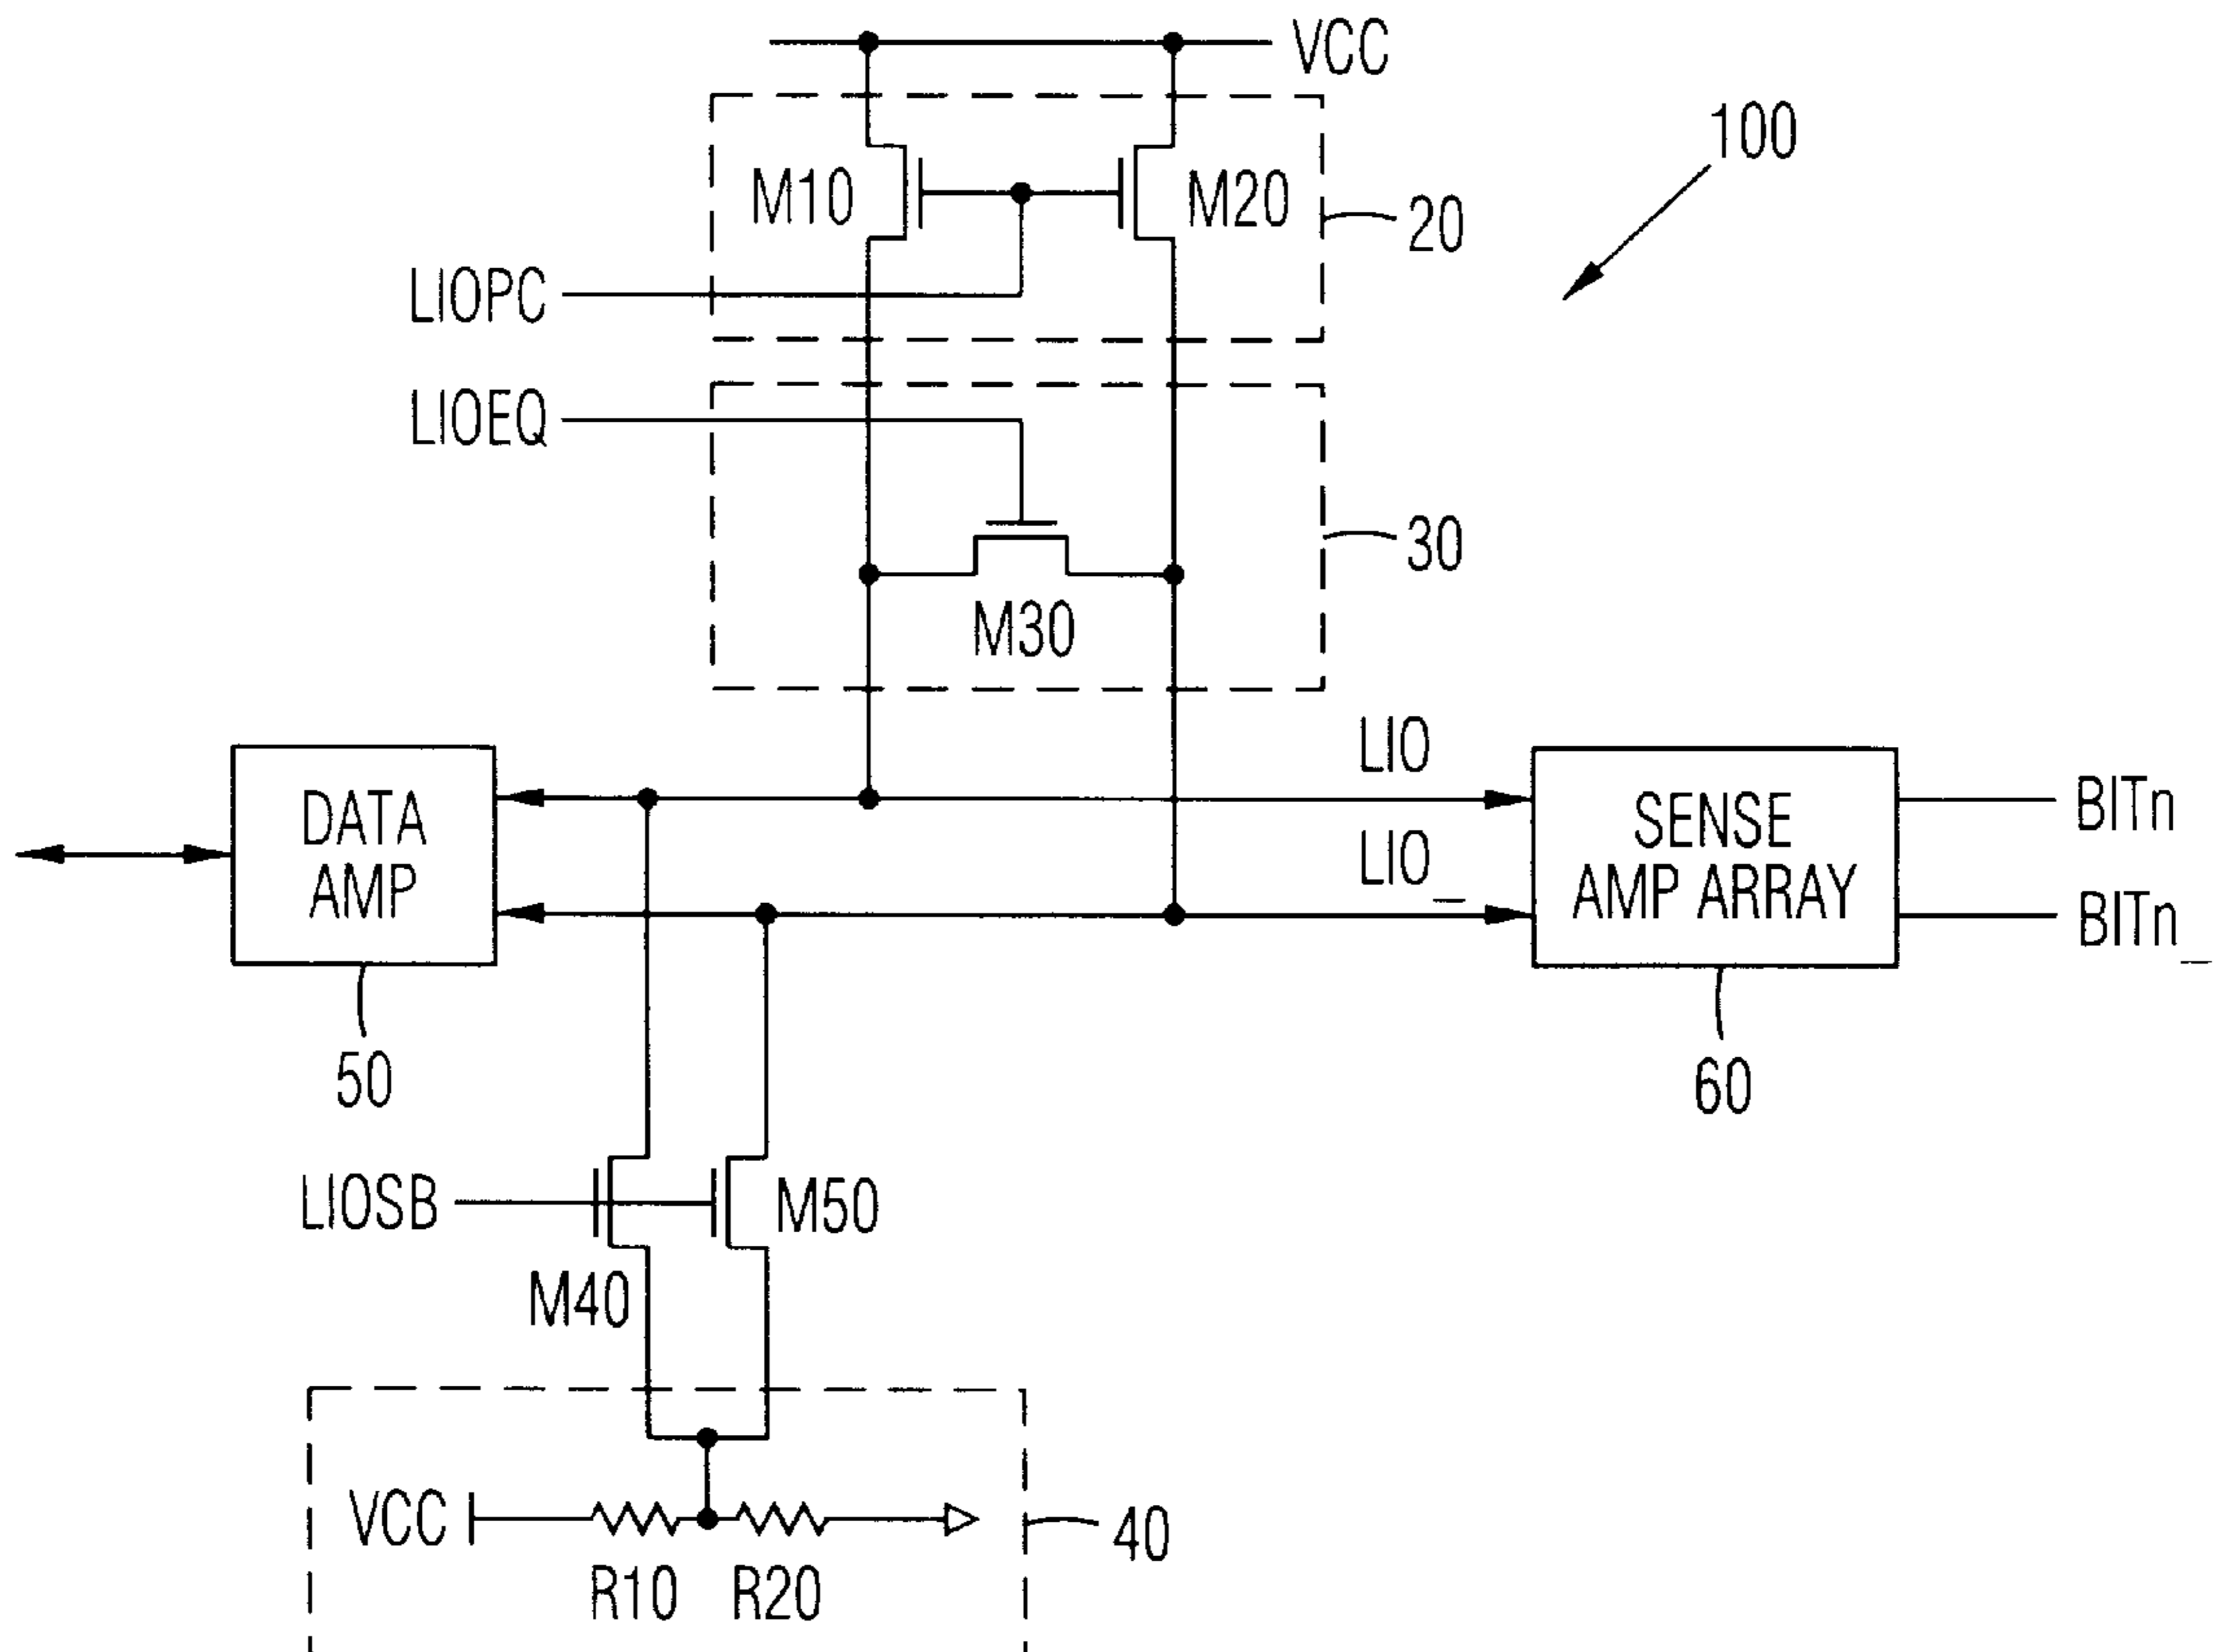 VCC
100
M10
M20
20
LIOPC
LIOEQ
30
M30
LIO
DATA
AMP
SENSE
AMP ARRAY
BITn
LIO_
BITn_
50
60
LIOSB
M50
M40
VCC
40
R10
R20